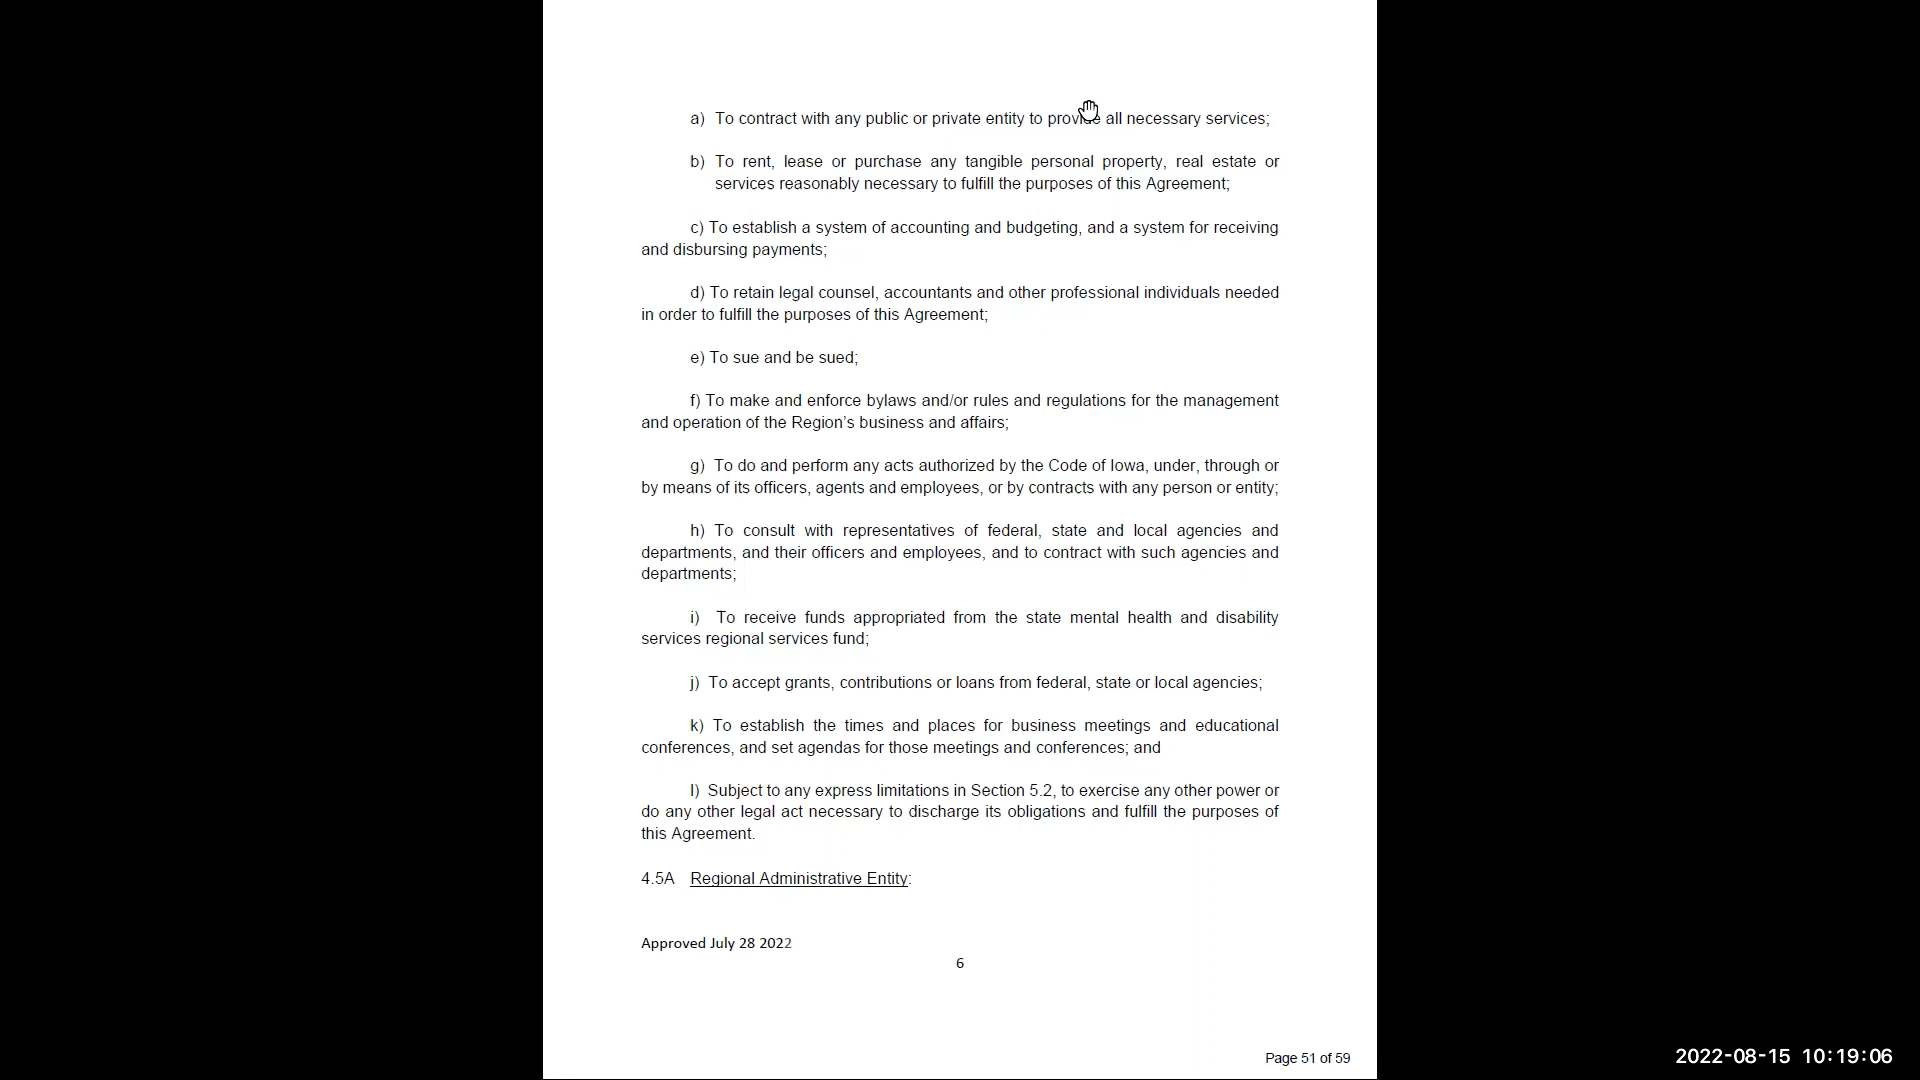 a) To contract with any public or private entity to provide all necessary services;
b) To rent, lease or purchase any tangible personal property, real estate or
services reasonably necessary to fulfill the purposes of this Agreement;
c) To establish a system of accounting and budgeting, and a system for receiving
and disbursing payments;
d) To retain legal counsel, accountants and other professional individuals needed
in order to fulfill the purposes of this Agreement;
e) To sue and be sued;
f) To make and enforce bylaws and/or rules and regulations for the management
and operation of the Region’s business and affairs;
g) To do and perform any acts authorized by the Code of Iowa, under, through or
by means of its officers, agents and employees, or by contracts with any person or entity;
h) To consult with representatives of federal, state and local agencies and
departments, and their officers and employees, and to contract with such agencies and
departments;
i) To receive funds appropriated from the state mental health and disability
services regional services fund;
j) To accept grants, contributions or loans from federal, state or local agencies;
k) To establish the times and places for business meetings and educational
conferences, and set agendas for those meetings and conferences; and
l) Subject to any express limitations in Section 5.2, to exercise any other power or
do any other legal act necessary to discharge its obligations and fulfill the purposes of
this Agreement.
4.5A Regional Administrative Entity:
Approved July 28 2022
6
Page 51 of 59
2022-08-15 10:19:06